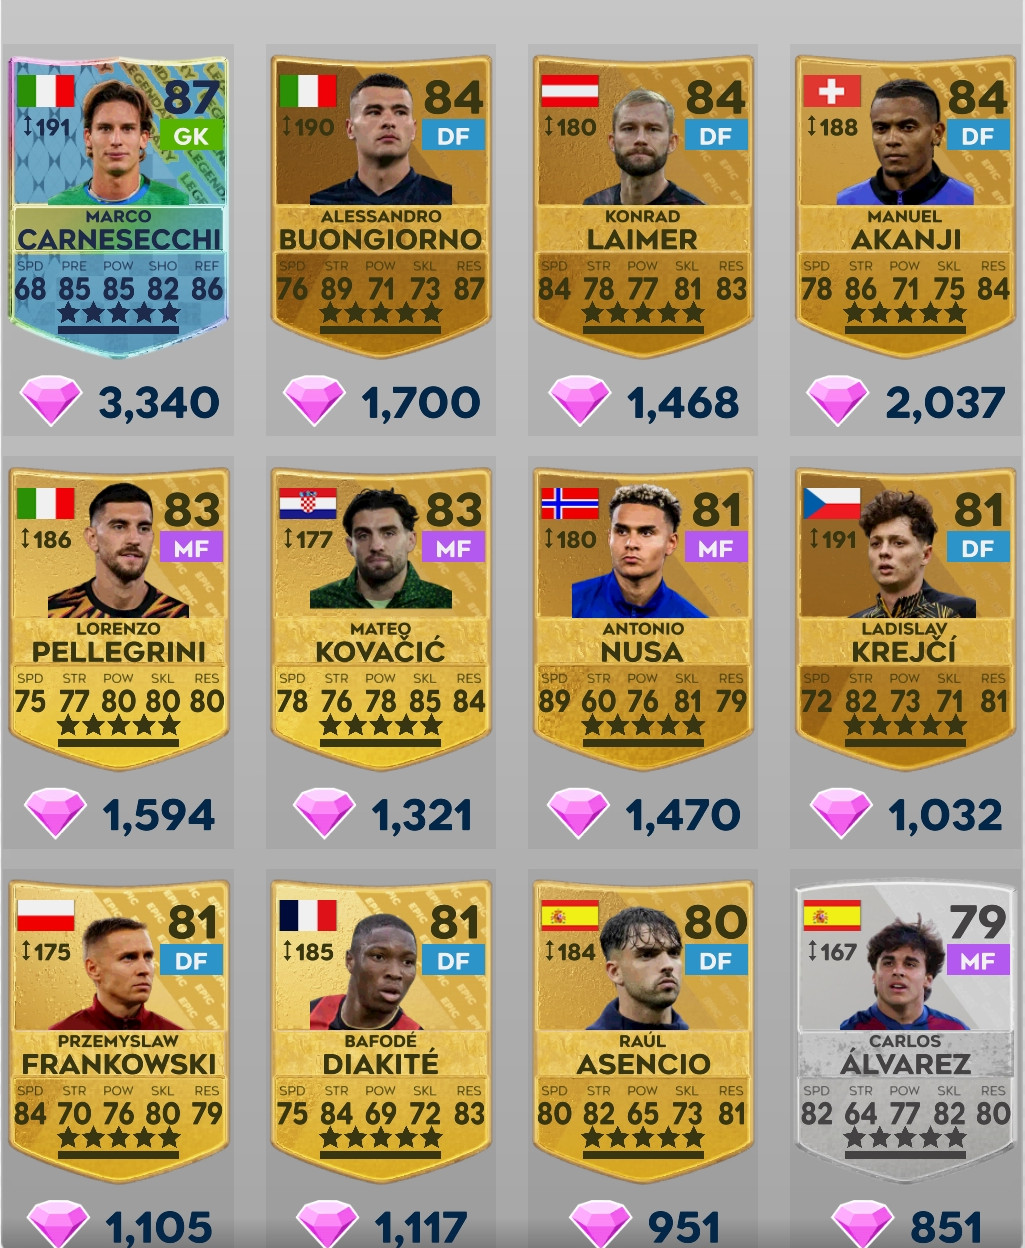 87
191
GK
LEGENDARY
MARCO
CARNESECCHI
SPD PRE POW SHO REF
68 85 85 82 86
3,340
84
190
DF
ALESSANDRO
BUONGIORNO
SPD STR POW SKL RES
76 89 71 73 87
1,700
84
180
DF
KONRAD
LAIMER
SPD STR POW SKL RES
84 78 77 81 83
1,468
84
188
DF
EPIC
MANUEL
AKANJI
SPD STR POW SKL RES
78 86 71 75 84
2,037
83
186
MF
EPIC
LORENZO
PELLEGRINI
SPD STR POW SKL RES
75 77 80 80 80
1,594
83
177
MF
EPIC
MATEO
KOVAČIĆ
SPD STR POW SKL RES
78 76 78 85 84
1,321
81
180
MF
ANTONIO
NUSA
SPD STR POW SKL RES
89 60 76 81 79
1,470
81
191
DF
LADISLAV
KREJČÍ
SPD STR POW SKL RES
72 82 73 71 81
1,032
81
175
DF
EPIC
PRZEMYSLAW
FRANKOWSKI
SPD STR POW SKL RES
84 70 76 80 79
1,105
81
185
DF
EPIC
BAFODÉ
DIAKITÉ
SPD STR POW SKL RES
75 84 69 72 83
1,117
80
184
DF
EPIC
RAÚL
ASENCIO
SPD STR POW SKL RES
80 82 65 73 81
951
79
167
MF
CARLOS
ÁLVAREZ
SPD STR POW SKL RES
82 64 77 82 80
851